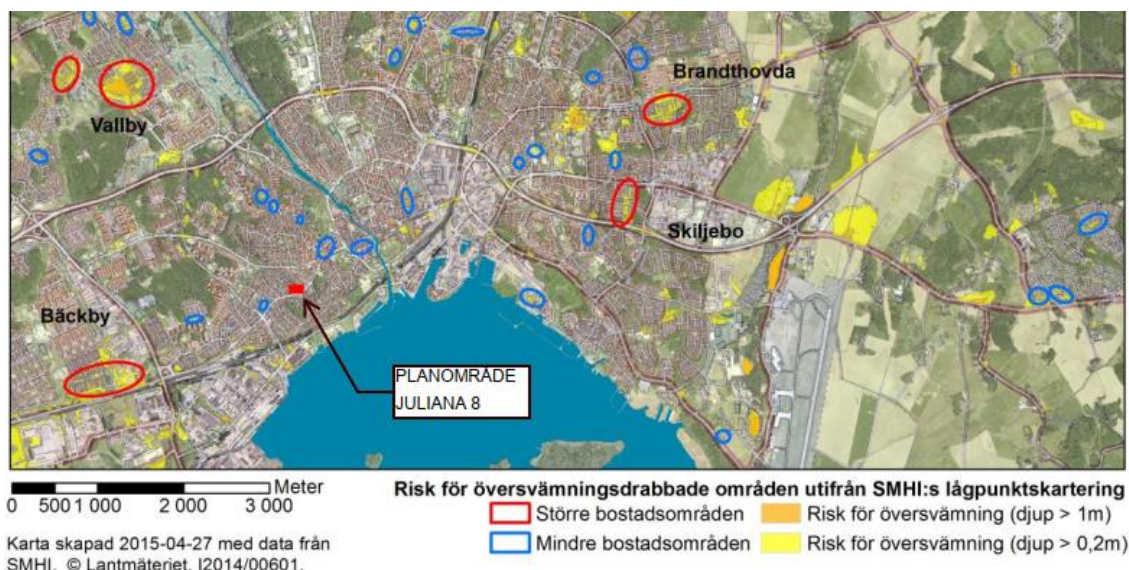 Brandthovda
Vallby
Skiljebo
Bäckby
PLANOMRÅDE
JULIANA 8
Meter
0 500 1 000 2 000 3 000
Karta skapad 2015-04-27 med data från
SMHI. © Lantmäteriet. I2014/00601.
Risk för översvämningsdrabbade områden utifrån SMHI:s lågpunktskartering
Större bostadsområden Risk för översvämning (djup > 1m)
Mindre bostadsområden Risk för översvämning (djup > 0,2m)